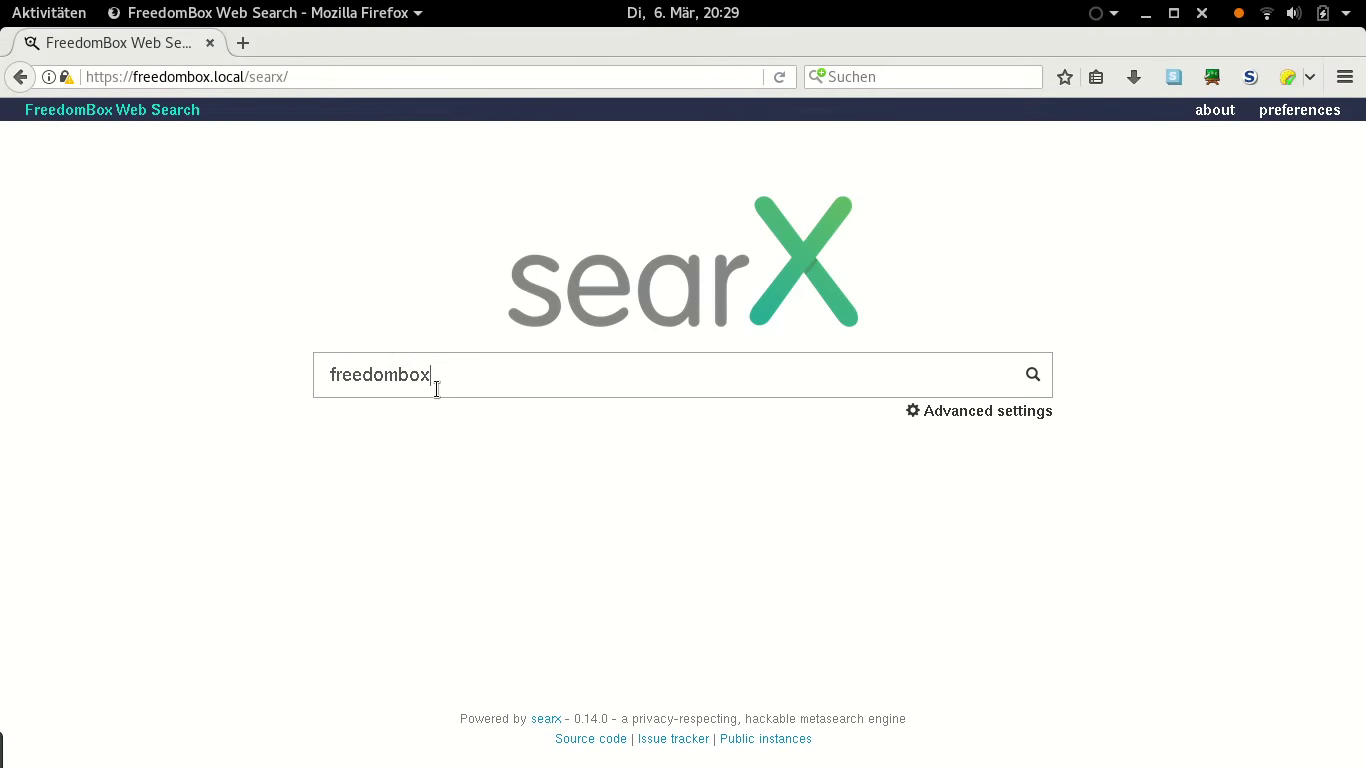 Aktivitäten FreedomBox Web Search - Mozilla Firefox Di, 6. Mär, 20:29
FreedomBox Web Se...
https://freedombox.local/searx/ Suchen
FreedomBox Web Search about preferences
searX
freedombox
Advanced settings
Powered by searx - 0.14.0 - a privacy-respecting, hackable metasearch engine
Source code | Issue tracker | Public instances